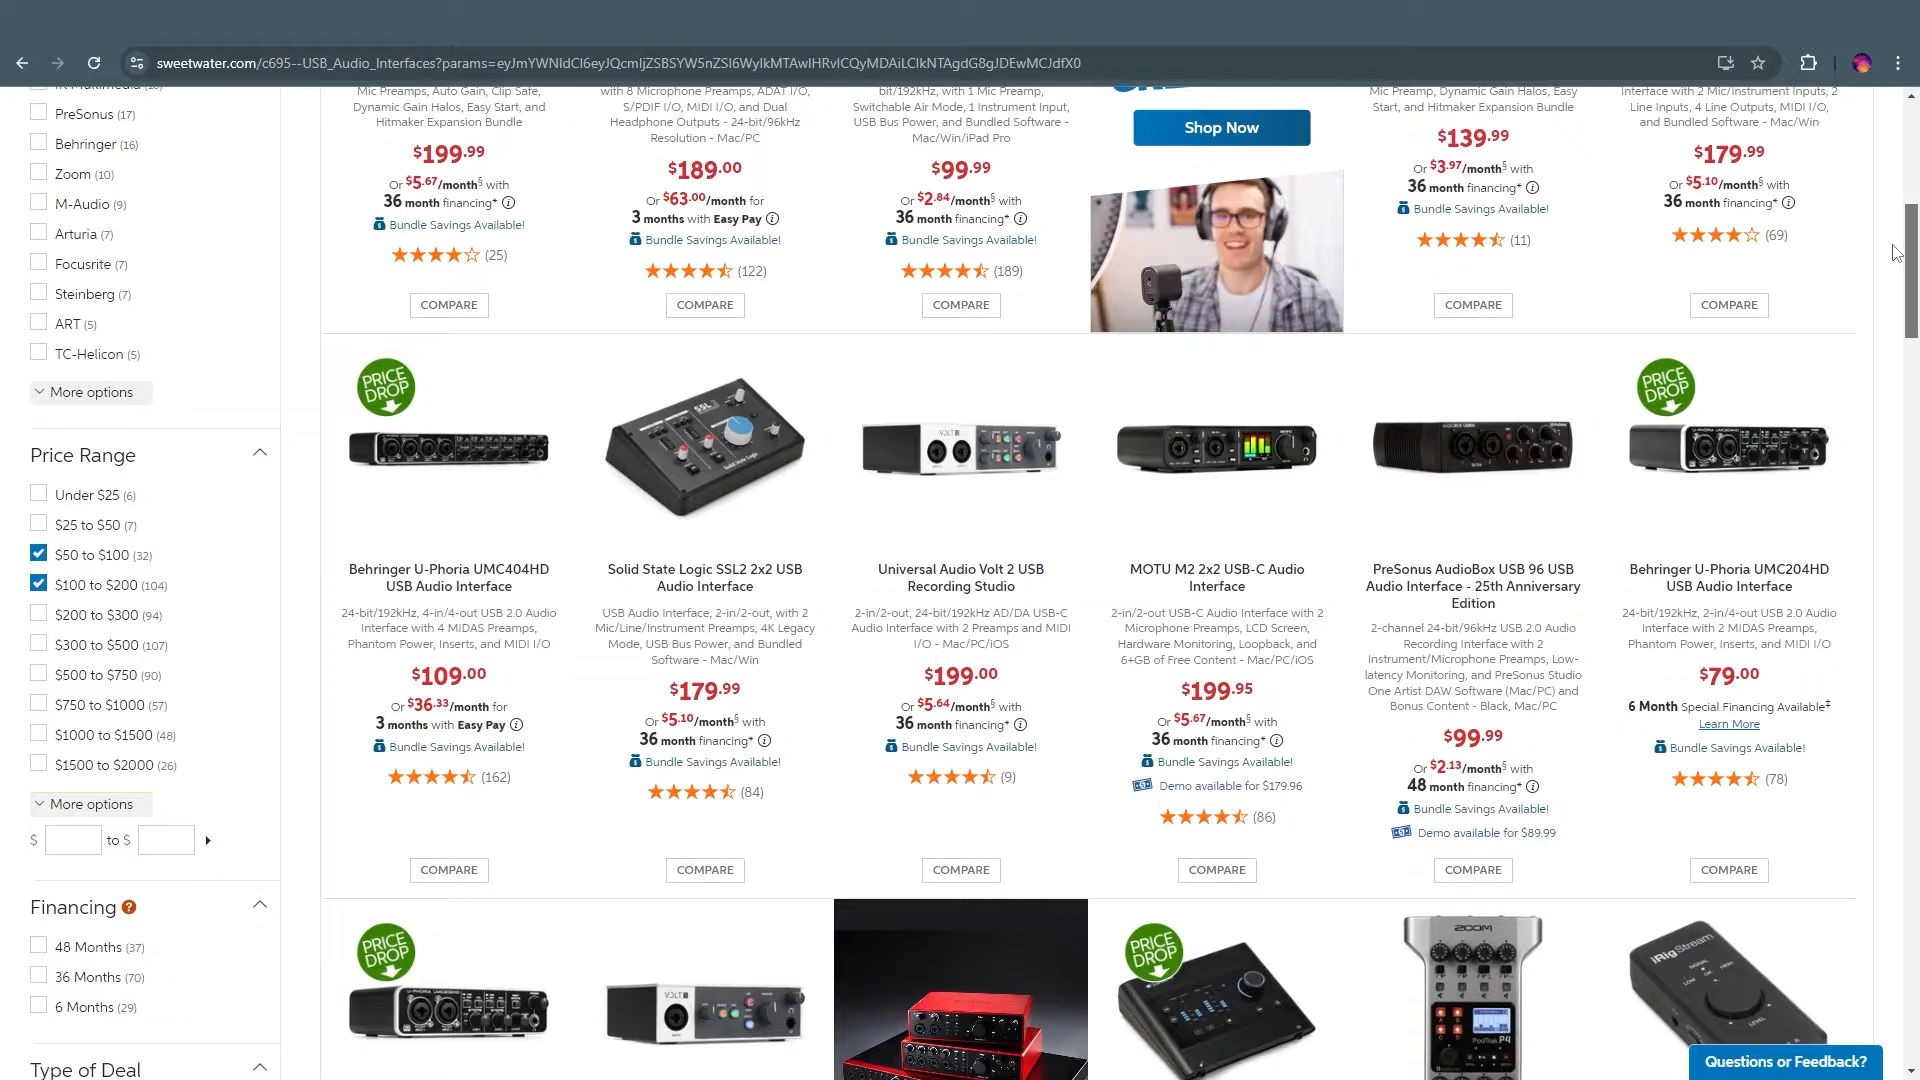 sweetwater.com/c695--USB_Audio_Interfaces?params=eyJmYWNldCI6eyJQcmljZSBSYW5nZSI6WyIkMTAwIHRvICQyMDAiLCIkNTAgdG8gJDEwMCJdfX0
PreSonus (17)
Behringer (16)
Zoom (10)
M-Audio (9)
Arturia (7)
Focusrite (7)
Steinberg (7)
ART (5)
TC-Helicon (5)
More options
Price Range
Under $25 (6)
$25 to $50 (7)
$50 to $100 (32)
$100 to $200 (104)
$200 to $300 (94)
$300 to $500 (107)
$500 to $750 (90)
$750 to $1000 (57)
$1000 to $1500 (48)
$1500 to $2000 (26)
More options
$ to $
Financing ?
48 Months (37)
36 Months (70)
6 Months (29)
Type of Deal
Mic Preamps, Auto Gain, Clip Safe,
Dynamic Gain Halos, Easy Start, and
Hitmaker Expansion Bundle
$199.99
Or $5.67/month§ with
36 month financing*
Bundle Savings Available!
(25)
COMPARE
with 8 Microphone Preamps, ADAT I/O,
S/PDIF I/O, MIDI I/O, and Dual
Headphone Outputs - 24-bit/96kHz
Resolution - Mac/PC
$189.00
Or $63.00/month for
3 months with Easy Pay
Bundle Savings Available!
(122)
COMPARE
bit/192kHz, with 1 Mic Preamp,
Switchable Air Mode, 1 Instrument Input,
USB Bus Power, and Bundled Software -
Mac/Win/iPad Pro
$99.99
Or $2.84/month§ with
36 month financing*
Bundle Savings Available!
(189)
COMPARE
Shop Now
Mic Preamp, Dynamic Gain Halos, Easy
Start, and Hitmaker Expansion Bundle
$139.99
Or $3.97/month§ with
36 month financing*
Bundle Savings Available!
(11)
COMPARE
Interface with 2 Mic/Instrument Inputs, 2
Line Inputs, 4 Line Outputs, MIDI I/O,
and Bundled Software - Mac/Win
$179.99
Or $5.10/month§ with
36 month financing*
(69)
COMPARE
PRICE
DROP
Behringer U-Phoria UMC404HD
USB Audio Interface
24-bit/192kHz, 4-in/4-out USB 2.0 Audio
Interface with 4 MIDAS Preamps,
Phantom Power, Inserts, and MIDI I/O
$109.00
Or $36.33/month for
3 months with Easy Pay
Bundle Savings Available!
(162)
COMPARE
SSL
Solid State Logic
Solid State Logic SSL2 2x2 USB
Audio Interface
USB Audio Interface, 2-in/2-out, with 2
Mic/Line/Instrument Preamps, 4K Legacy
Mode, USB Bus Power, and Bundled
Software - Mac/Win
$179.99
Or $5.10/month§ with
36 month financing*
Bundle Savings Available!
(84)
COMPARE
VOLT
Universal Audio Volt 2 USB
Recording Studio
2-in/2-out, 24-bit/192kHz AD/DA USB-C
Audio Interface with 2 Preamps and MIDI
I/O - Mac/PC/iOS
$199.00
Or $5.64/month§ with
36 month financing*
Bundle Savings Available!
(9)
COMPARE
MOTU M2 2x2 USB-C Audio
Interface
2-in/2-out USB-C Audio Interface with 2
Microphone Preamps, LCD Screen,
Hardware Monitoring, Loopback, and
6+GB of Free Content - Mac/PC/iOS
$199.95
Or $5.67/month§ with
36 month financing*
Bundle Savings Available!
Demo available for $179.96
(86)
COMPARE
PreSonus AudioBox USB 96 USB
Audio Interface - 25th Anniversary
Edition
2-channel 24-bit/96kHz USB 2.0 Audio
Recording Interface with 2
Instrument/Microphone Preamps, Low-
latency Monitoring, and PreSonus Studio
One Artist DAW Software (Mac/PC) and
Bonus Content - Black, Mac/PC
$99.99
Or $2.13/month§ with
48 month financing*
Bundle Savings Available!
Demo available for $89.99
COMPARE
PRICE
DROP
Behringer U-Phoria UMC204HD
USB Audio Interface
24-bit/192kHz, 2-in/4-out USB 2.0 Audio
Interface with 2 MIDAS Preamps,
Phantom Power, Inserts, and MIDI I/O
$79.00
6 Month Special Financing Available‡
Learn More
Bundle Savings Available!
(78)
COMPARE
PRICE
DROP
VOLT
PRICE
DROP
ZOOM
PodTrak P4
iRigStream
LEVEL
Questions or Feedback?